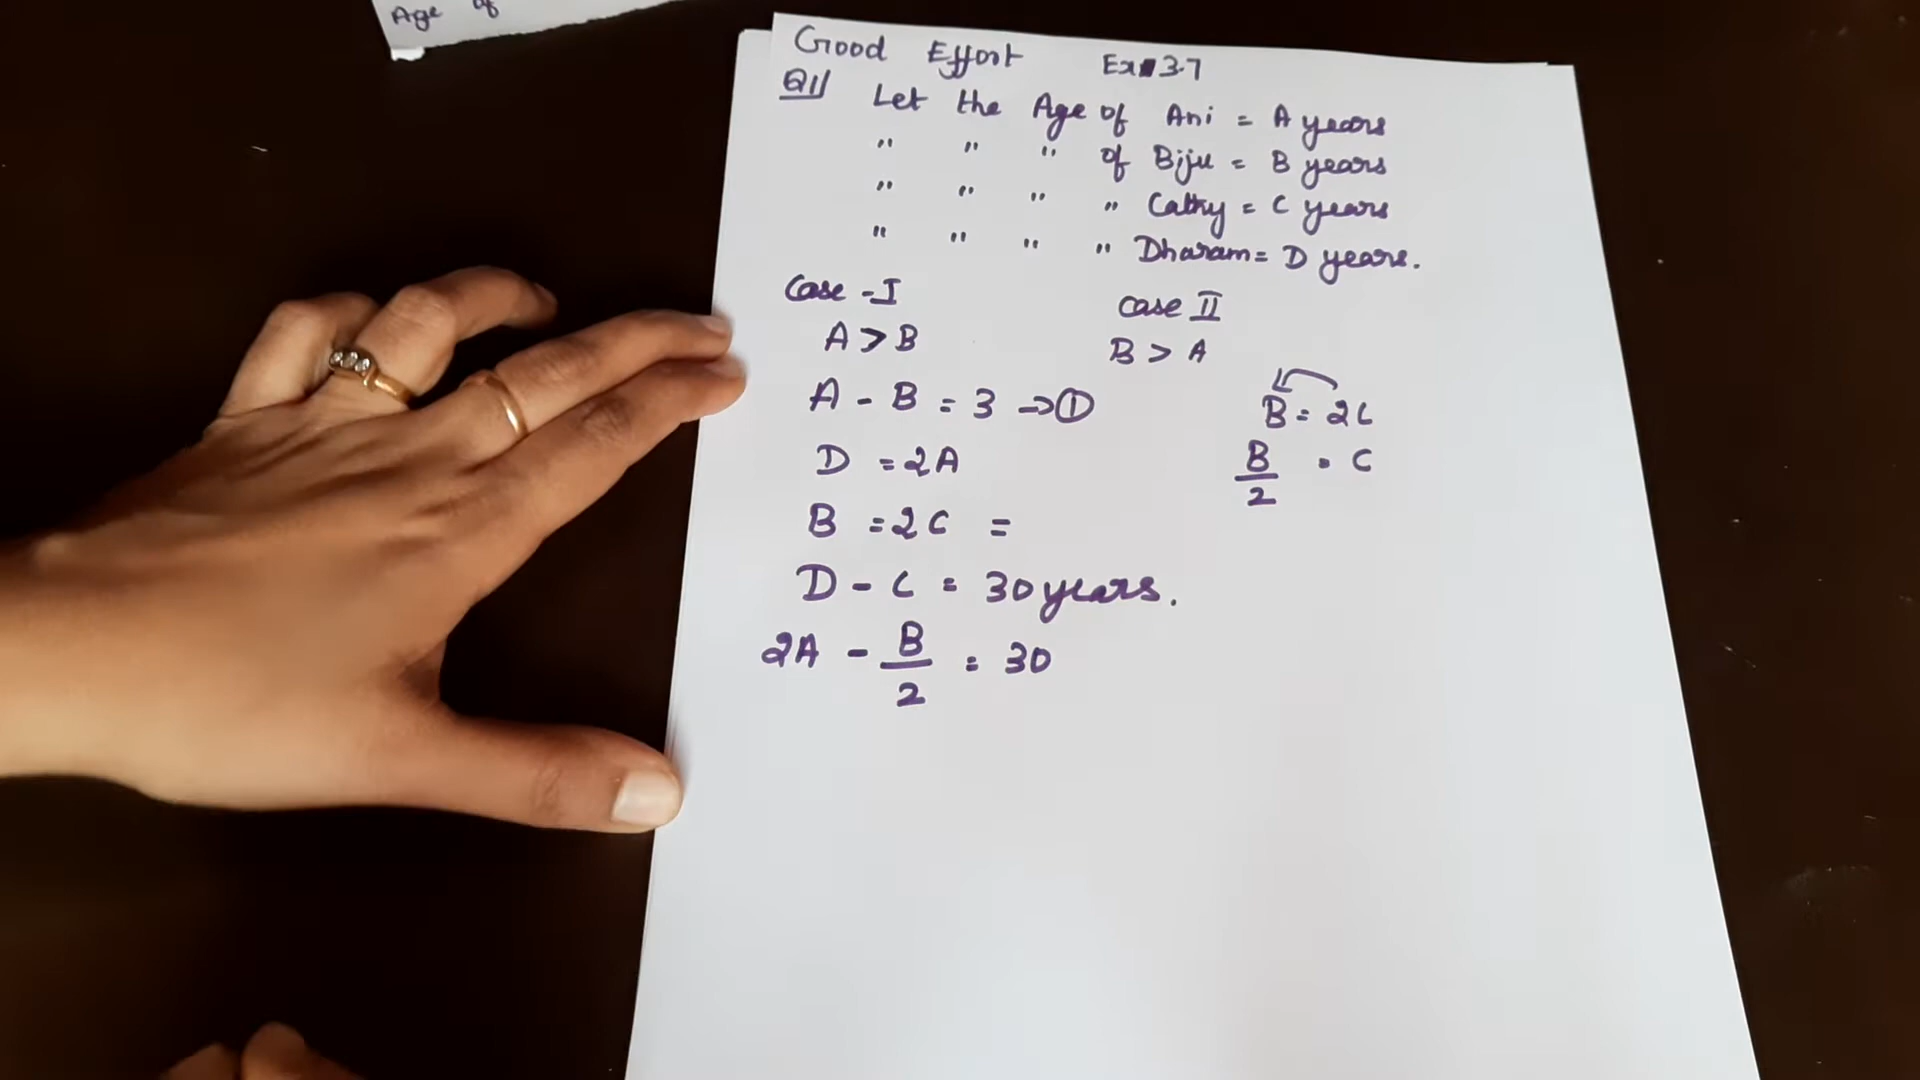 Age of
Good Effort Ex 3.7
Q1/ Let the Age of Ani = A years
" " " of Biju = B years
" " " " Cathy = C years
" " " " Dharam = D years.
Case - I
A > B
A - B = 3 → ①
D = 2A
B = 2C =
D - C = 30 years.
2A - B/2 = 30
Case II
B > A
B = 2C
B/2 = C